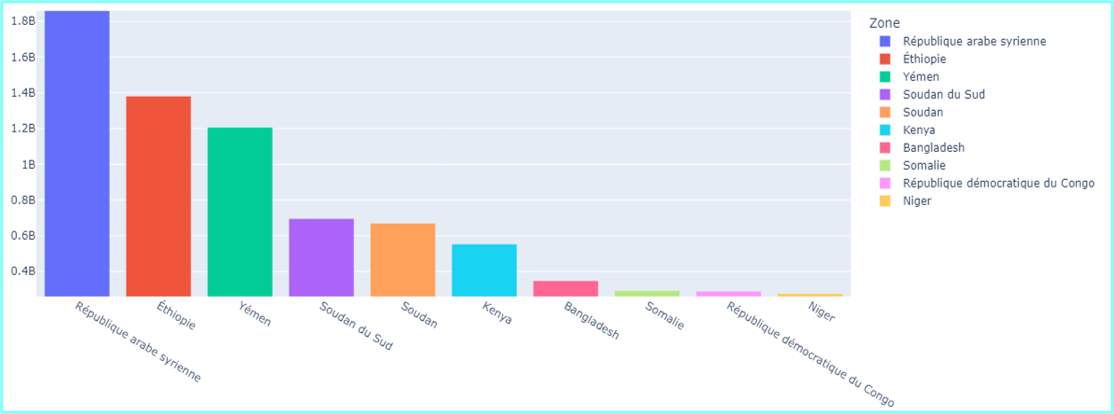 1.8B
1.6B
1.4B
1.2B
1B
0.8B
0.6B
0.4B
République arabe syrienne
Éthiopie
Yémen
Soudan du Sud
Soudan
Kenya
Bangladesh
Somalie
République démocratique du Congo
Niger
Zone
République arabe syrienne
Éthiopie
Yémen
Soudan du Sud
Soudan
Kenya
Bangladesh
Somalie
République démocratique du Congo
Niger